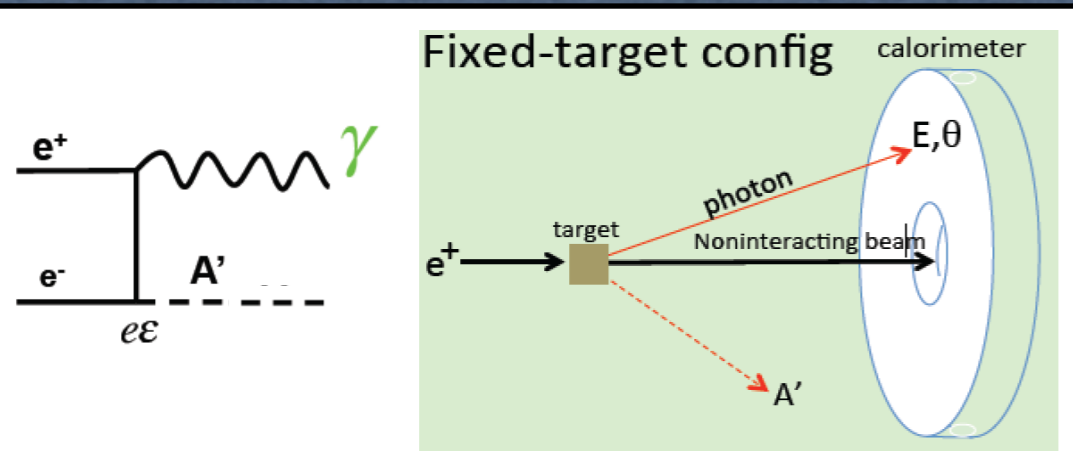 e+
γ
e-
A'
eε
Fixed-target config
calorimeter
E,θ
photon
target
Noninteracting beam
e+
A'